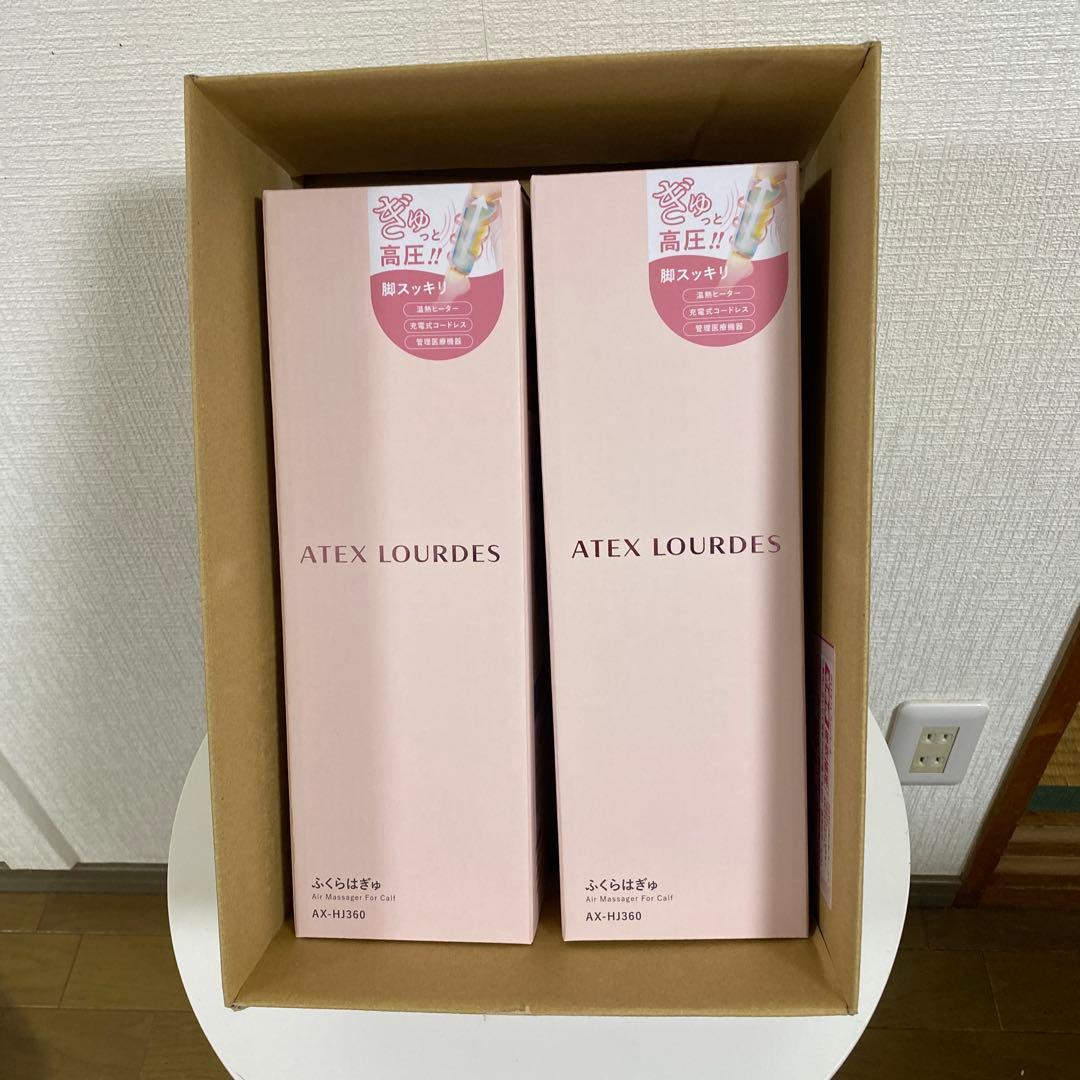 ぎゅっと
高圧!!
脚スッキリ
温熱ヒーター
充電式コードレス
管理医療機器
ATEX LOURDES
ふくらはぎゅ
Air Massager For Calf
AX-HJ360
ぎゅっと
高圧!!
脚スッキリ
温熱ヒーター
充電式コードレス
管理医療機器
ATEX LOURDES
ふくらはぎゅ
Air Massager For Calf
AX-HJ360